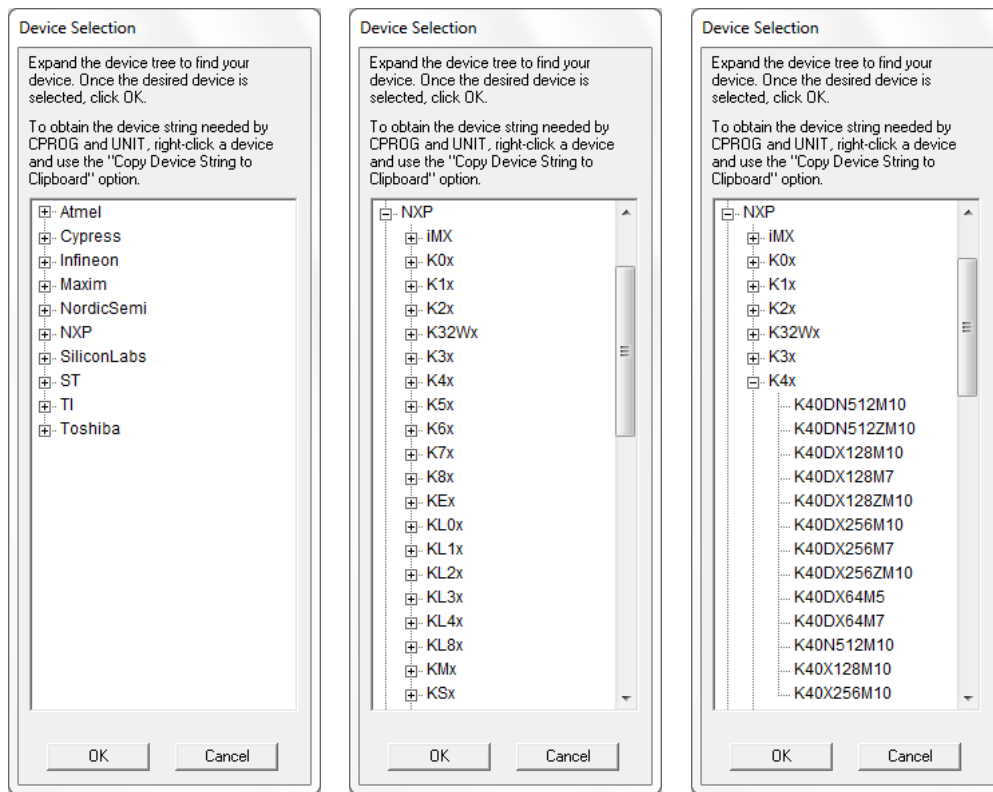 Device Selection
Expand the device tree to find your
device. Once the desired device is
selected, click OK.
To obtain the device string needed by
CPROG and UNIT, right-click a device
and use the "Copy Device String to
Clipboard" option.
Atmel
Cypress
Infineon
Maxim
NordicSemi
NXP
SiliconLabs
ST
TI
Toshiba
OK
Cancel
Device Selection
Expand the device tree to find your
device. Once the desired device is
selected, click OK.
To obtain the device string needed by
CPROG and UNIT, right-click a device
and use the "Copy Device String to
Clipboard" option.
NXP
iMX
K0x
K1x
K2x
K32Wx
K3x
K4x
K5x
K6x
K7x
K8x
KEx
KL0x
KL1x
KL2x
KL3x
KL4x
KL8x
KMx
KSx
OK
Cancel
Device Selection
Expand the device tree to find your
device. Once the desired device is
selected, click OK.
To obtain the device string needed by
CPROG and UNIT, right-click a device
and use the "Copy Device String to
Clipboard" option.
NXP
iMX
K0x
K1x
K2x
K32Wx
K3x
K4x
K40DN512M10
K40DN512ZM10
K40DX128M10
K40DX128M7
K40DX128ZM10
K40DX256M10
K40DX256M7
K40DX256ZM10
K40DX64M5
K40DX64M7
K40N512M10
K40X128M10
K40X256M10
OK
Cancel